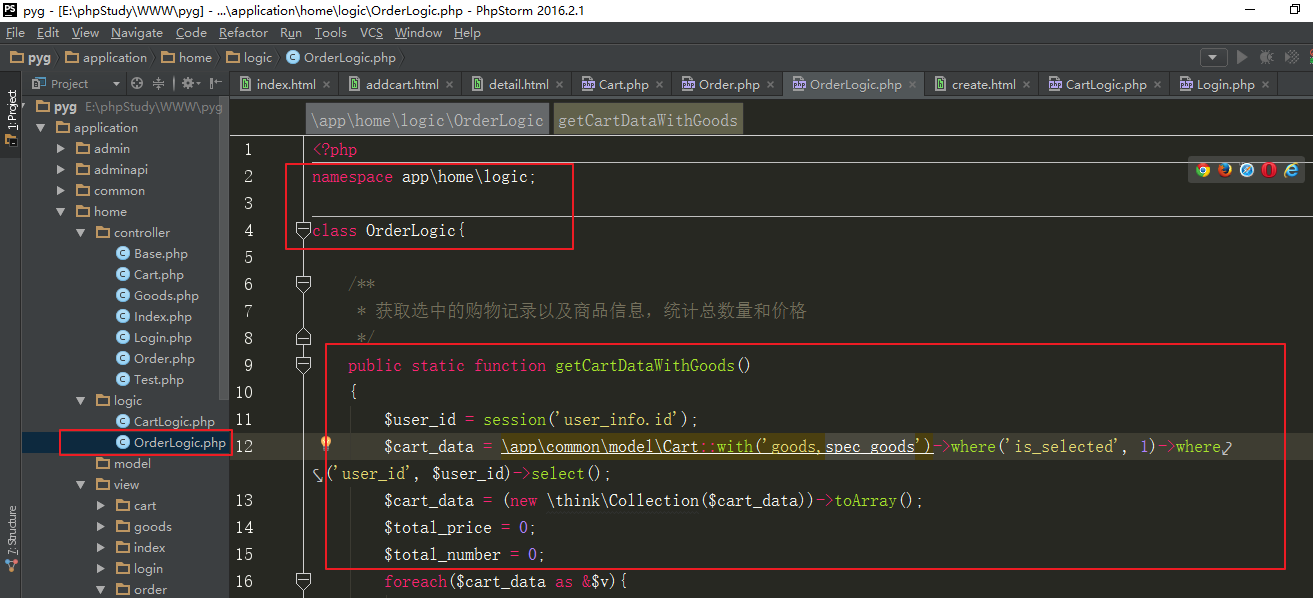 pyg - [E:\phpStudy\WWW\pyg] - ...\application\home\logic\OrderLogic.php - PhpStorm 2016.2.1
File Edit View Navigate Code Refactor Run Tools VCS Window Help
pyg application home logic OrderLogic.php
Project index.html addcart.html detail.html Cart.php Order.php OrderLogic.php create.html CartLogic.php Login.php
1: Project
7: Structure
pyg E:\phpStudy\WWW\pyg
application
admin
adminapi
common
home
controller
Base.php
Cart.php
Goods.php
Index.php
Login.php
Order.php
Test.php
logic
CartLogic.php
OrderLogic.php
model
view
cart
goods
index
login
order
\app\home\logic\OrderLogic getCartDataWithGoods
1 <?php
2 namespace app\home\logic;
3
4 class OrderLogic{
5
6 /**
7 * 获取选中的购物记录以及商品信息，统计总数量和价格
8 */
9 public static function getCartDataWithGoods()
10 {
11 $user_id = session('user_info.id');
12 $cart_data = \app\common\model\Cart::with('goods,spec_goods')->where('is_selected', 1)->where
('user_id', $user_id)->select();
13 $cart_data = (new \think\Collection($cart_data))->toArray();
14 $total_price = 0;
15 $total_number = 0;
16 foreach($cart_data as &$v){